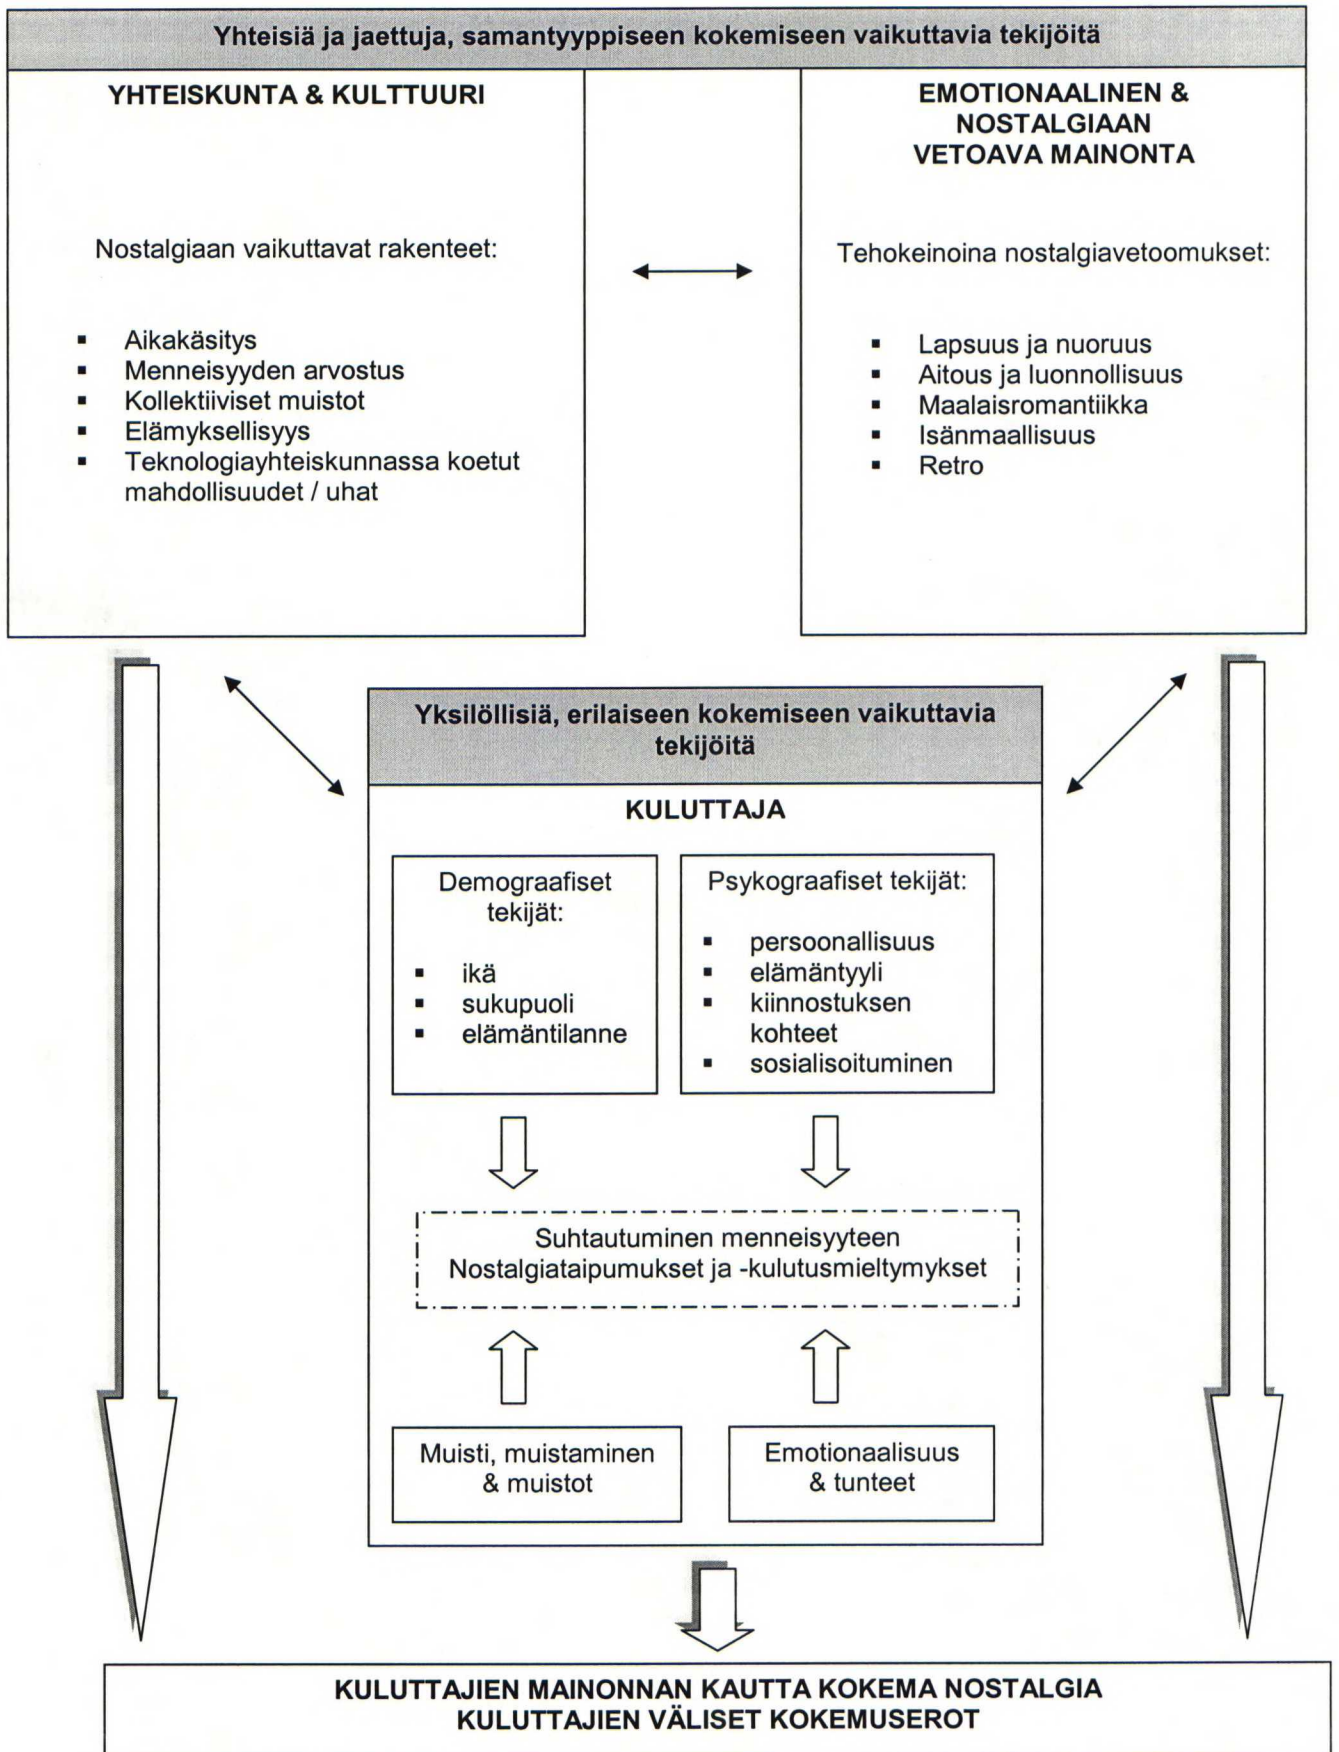 Yhteisiä ja jaettuja, samantyyppiseen kokemiseen vaikuttavia tekijöitä
YHTEISKUNTA & KULTTUURI
Nostalgiaan vaikuttavat rakenteet:
▪ Aikakäsitys
▪ Menneisyyden arvostus
▪ Kollektiiviset muistot
▪ Elämyksellisyys
▪ Teknologiayhteiskunnassa koetut
mahdollisuudet / uhat
EMOTIONAALINEN &
NOSTALGIAAN
VETOAVA MAINONTA
Tehokeinoina nostalgiavetoomukset:
▪ Lapsuus ja nuoruus
▪ Aitous ja luonnollisuus
▪ Maalaisromantiikka
▪ Isänmaallisuus
▪ Retro
Yksilöllisiä, erilaiseen kokemiseen vaikuttavia
tekijöitä
KULUTTAJA
Demograafiset
tekijät:
▪ ikä
▪ sukupuoli
▪ elämäntilanne
Psykograafiset tekijät:
▪ persoonallisuus
▪ elämäntyyli
▪ kiinnostuksen
kohteet
▪ sosialisoituminen
Suhtautuminen menneisyyteen
Nostalgiataipumukset ja -kulutusmieltymykset
Muisti, muistaminen
& muistot
Emotionaalisuus
& tunteet
KULUTTAJIEN MAINONNAN KAUTTA KOKEMA NOSTALGIA
KULUTTAJIEN VÄLISET KOKEMUSEROT